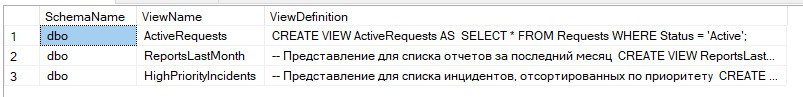 SchemaName ViewName ViewDefinition
1 dbo ActiveRequests CREATE VIEW ActiveRequests AS SELECT * FROM Requests WHERE Status = 'Active';
2 dbo ReportsLastMonth -- Представление для списка отчетов за последний месяц CREATE VIEW ReportsLast...
3 dbo HighPriorityIncidents -- Представление для списка инцидентов, отсортированных по приоритету CREATE ...